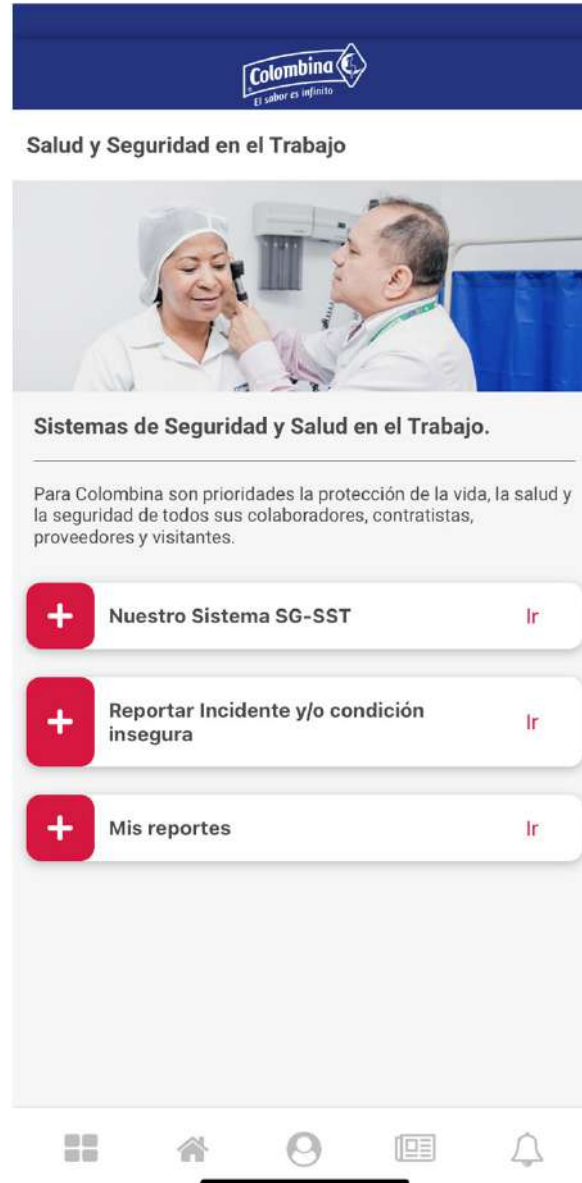 Colombina
El sabor es infinito
Salud y Seguridad en el Trabajo
Sistemas de Seguridad y Salud en el Trabajo.
Para Colombina son prioridades la protección de la vida, la salud y
la seguridad de todos sus colaboradores, contratistas,
proveedores y visitantes.
Nuestro Sistema SG-SST Ir
Reportar Incidente y/o condición
insegura Ir
Mis reportes Ir